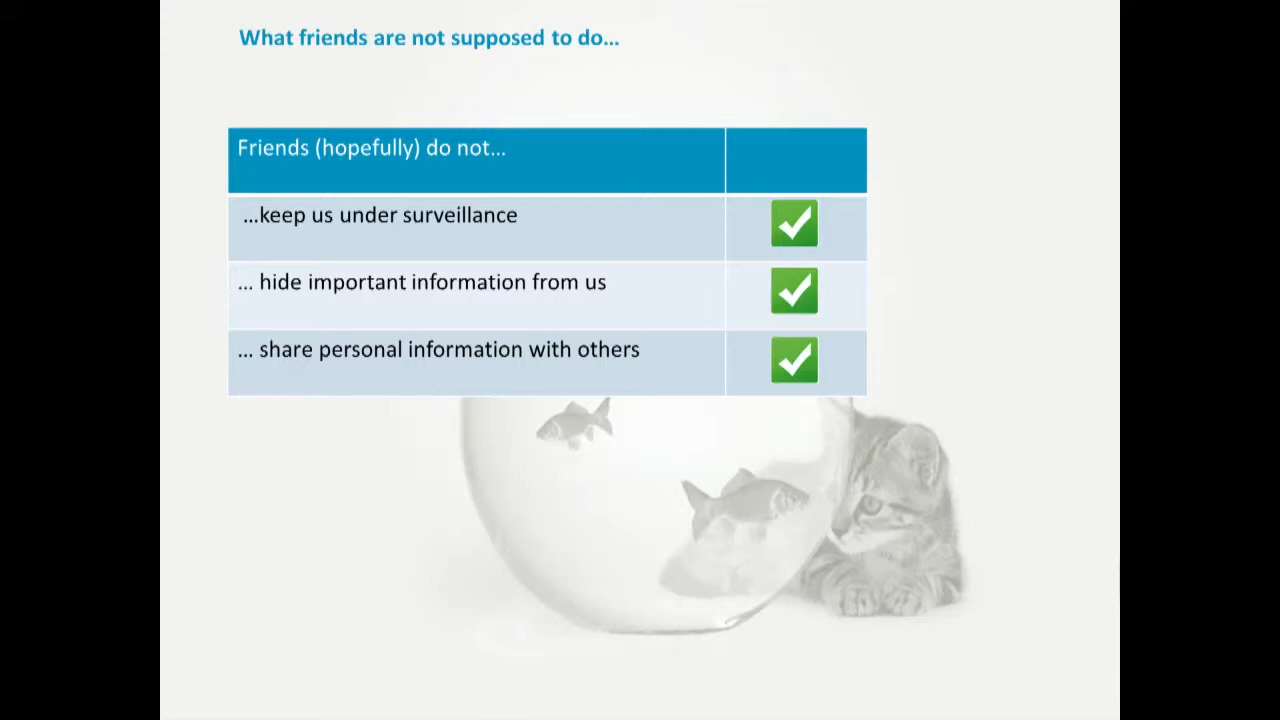 What friends are not supposed to do...
Friends (hopefully) do not...
...keep us under surveillance
... hide important information from us
... share personal information with others